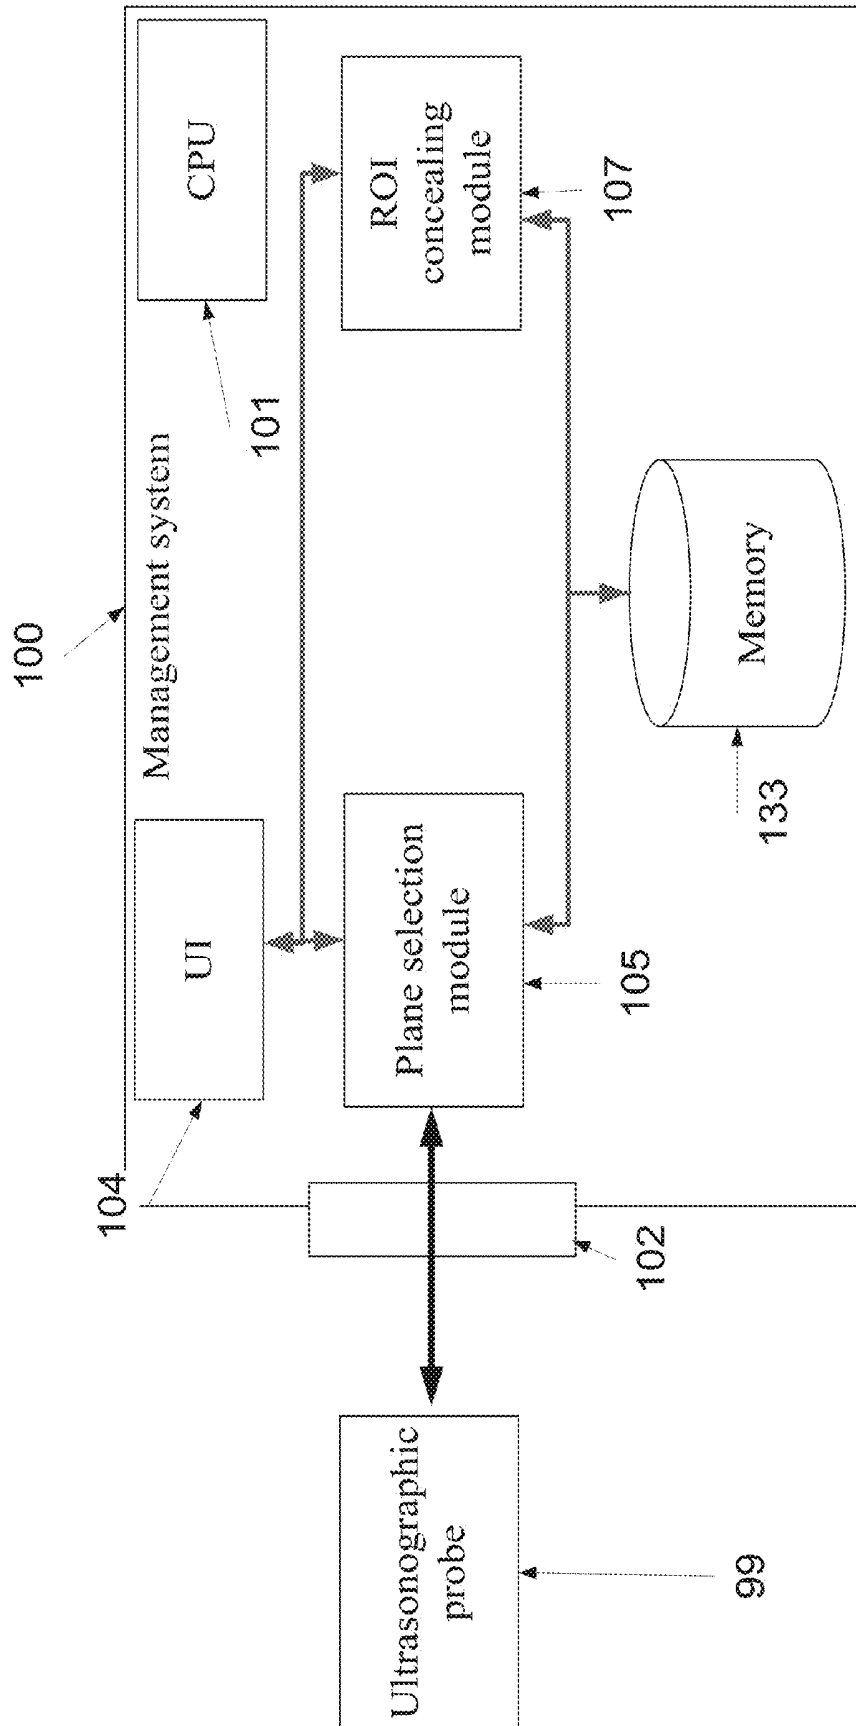 100
Management system
UI
CPU
104
101
Ultrasonographic
probe
Plane selection
module
ROI
concealing
module
99
102
105
107
133
Memory